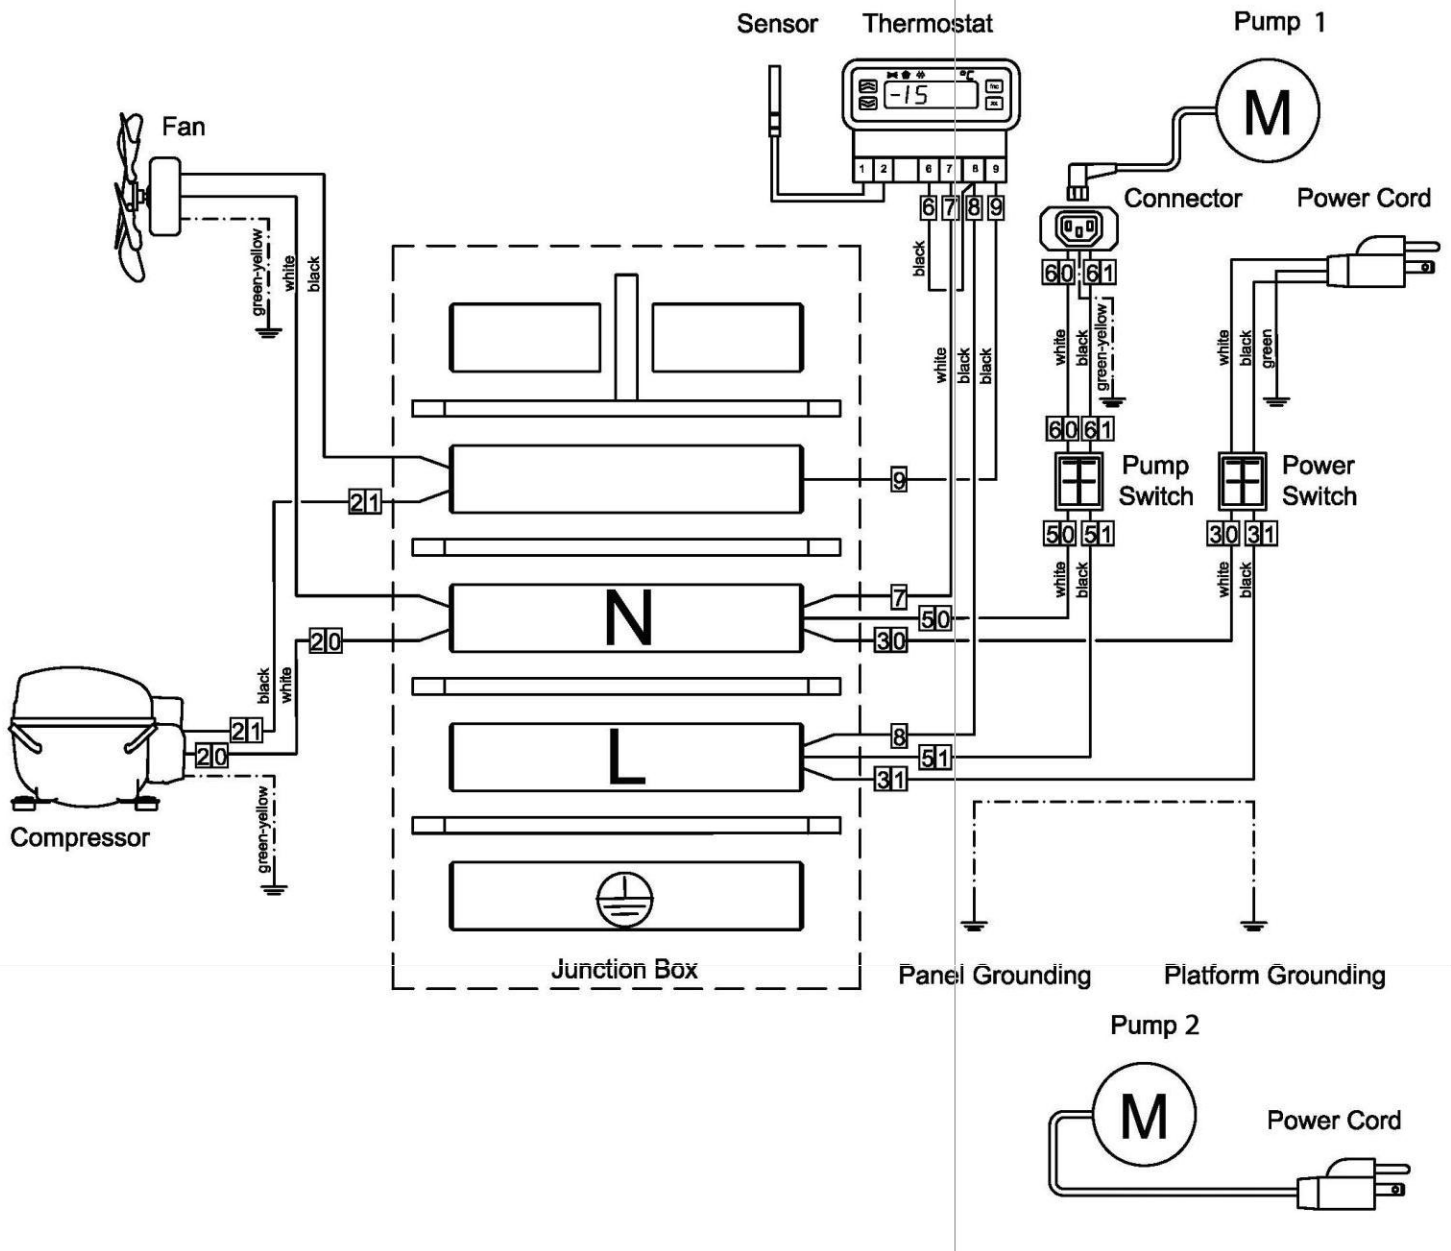 Sensor
Thermostat
Pump 1
°C
-15
fnc
Fan
M
1 2 6 7 8 9
6 7 8 9
Connector
Power Cord
60 61
green-yellow
white
black
black
white
black
black
white
black
green-yellow
white
black
green
60 61
Pump
Switch
Power
Switch
21
9
50 51
30 31
white
black
white
black
N
7
50
20
30
black
white
21
20
L
8
51
31
Compressor
green-yellow
Junction Box
Panel Grounding
Platform Grounding
Pump 2
M
Power Cord